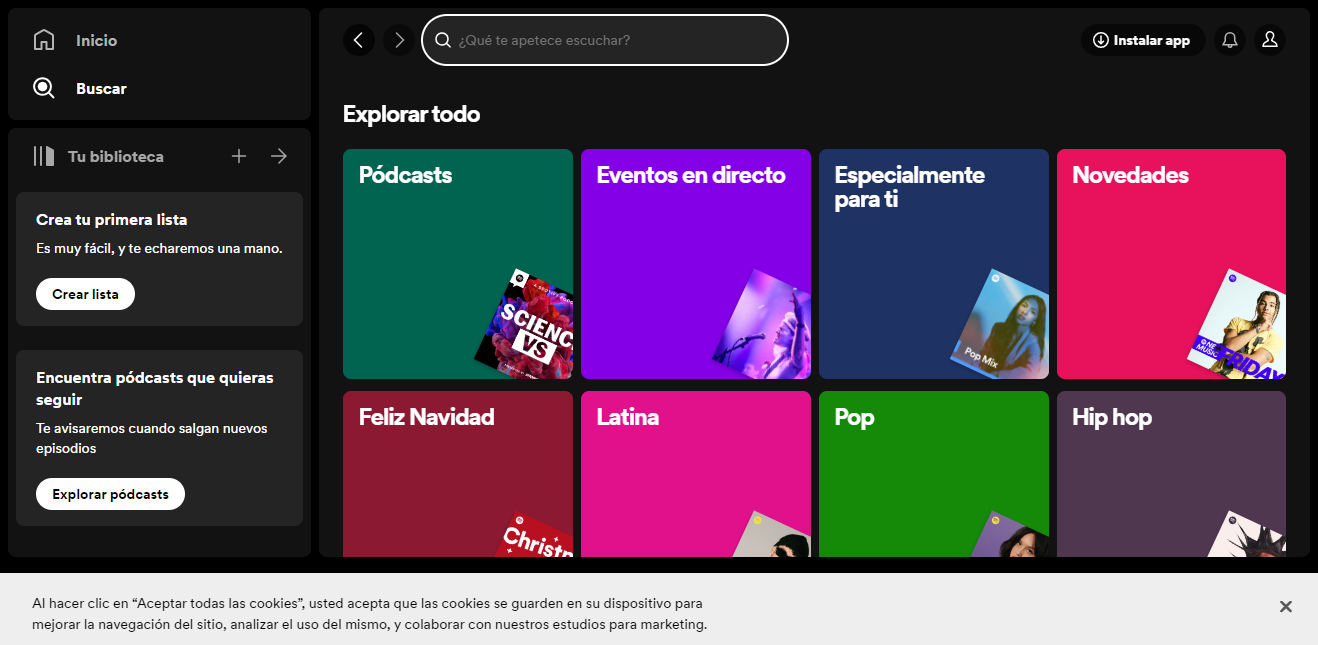 Inicio
Buscar
Tu biblioteca
Crea tu primera lista
Es muy fácil, y te echaremos una mano.
Crear lista
Encuentra pódcasts que quieras
seguir
Te avisaremos cuando salgan nuevos
episodios
Explorar pódcasts
¿Qué te apetece escuchar?
Instalar app
Explorar todo
Pódcasts
SCIENC
VS
Eventos en directo
Especialmente
para ti
Pop Mix
Novedades
NE
MUSIC
FRIDAY
Feliz Navidad
Christm
Latina
Pop
Hip hop
Al hacer clic en “Aceptar todas las cookies”, usted acepta que las cookies se guarden en su dispositivo para
mejorar la navegación del sitio, analizar el uso del mismo, y colaborar con nuestros estudios para marketing.